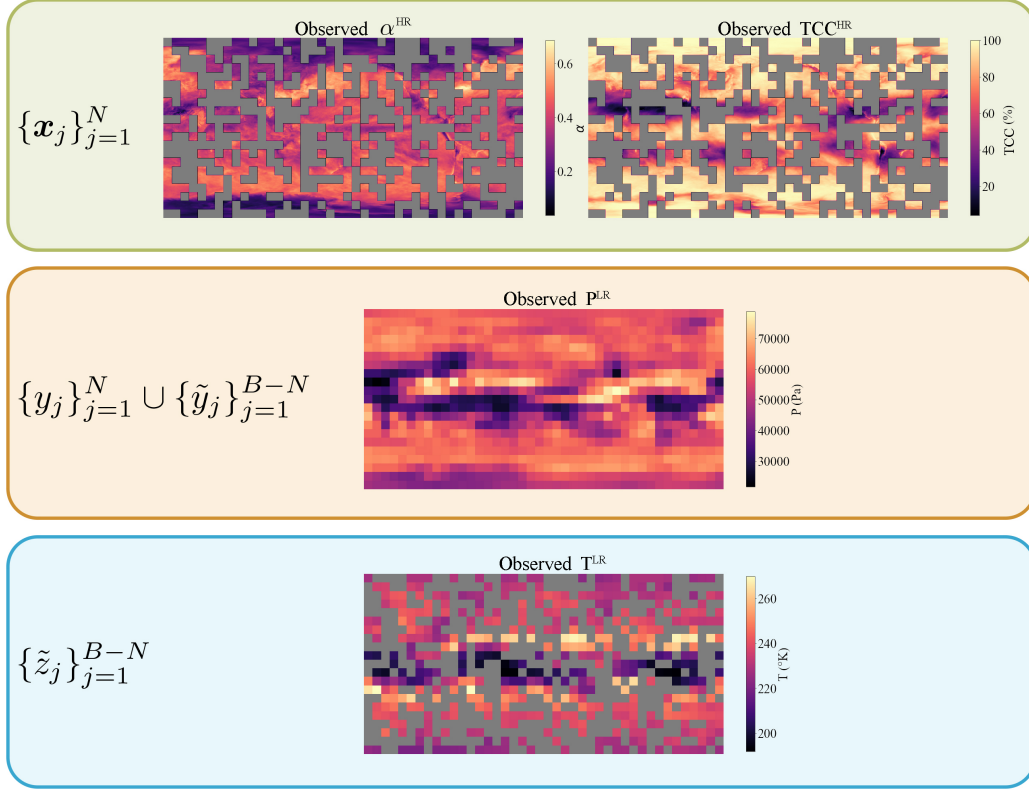 Observed α^HR
Observed TCC^HR
{x_j}_{j=1}^N
0.6
0.4
0.2
α
100
80
60
40
20
TCC (%)
Observed P^LR
{y_j}_{j=1}^N ∪ {ỹ_j}_{j=1}^{B−N}
70000
60000
50000
40000
30000
P (Pa)
Observed T^LR
{z̃_j}_{j=1}^{B−N}
260
240
220
200
T (°K)